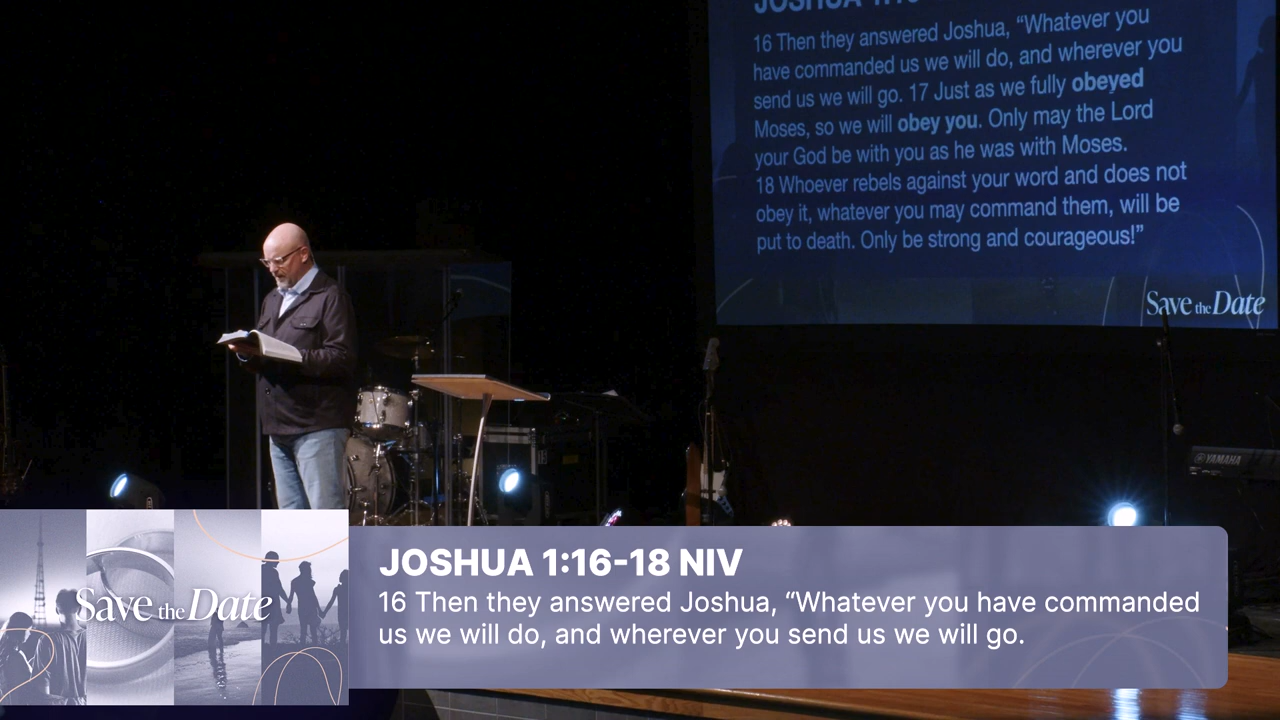 JOSHUA 1:16
16 Then they answered Joshua, “Whatever you
have commanded us we will do, and wherever you
send us we will go. 17 Just as we fully obeyed
Moses, so we will obey you. Only may the Lord
your God be with you as he was with Moses.
18 Whoever rebels against your word and does not
obey it, whatever you may command them, will be
put to death. Only be strong and courageous!”
Save the Date
YAMAHA
Save the Date
JOSHUA 1:16-18 NIV
16 Then they answered Joshua, “Whatever you have commanded
us we will do, and wherever you send us we will go.